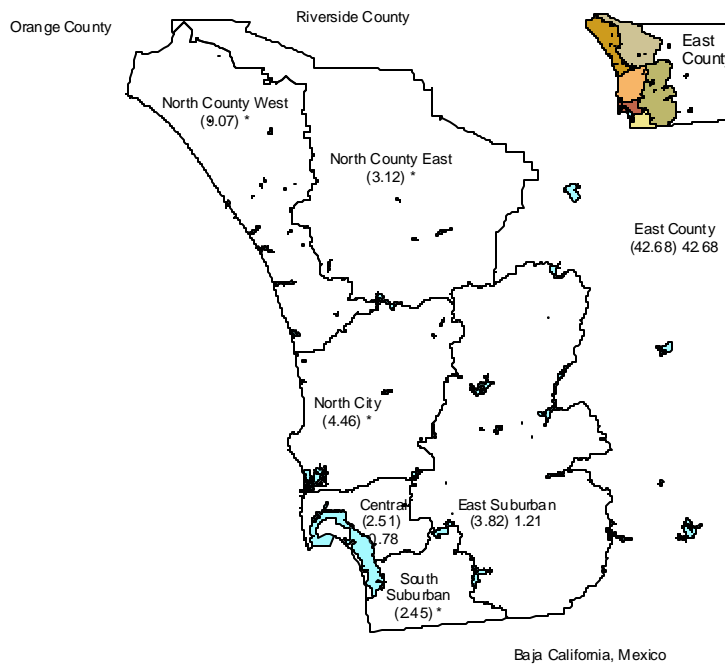 Orange County
Riverside County
East
County
North County West
(9.07) *
North County East
(3.12) *
East County
(42.68) 42.68
North City
(4.46) *
Central
(2.51)
0.78
East Suburban
(3.82) 1.21
South
Suburban
(2.45) *
Baja California, Mexico